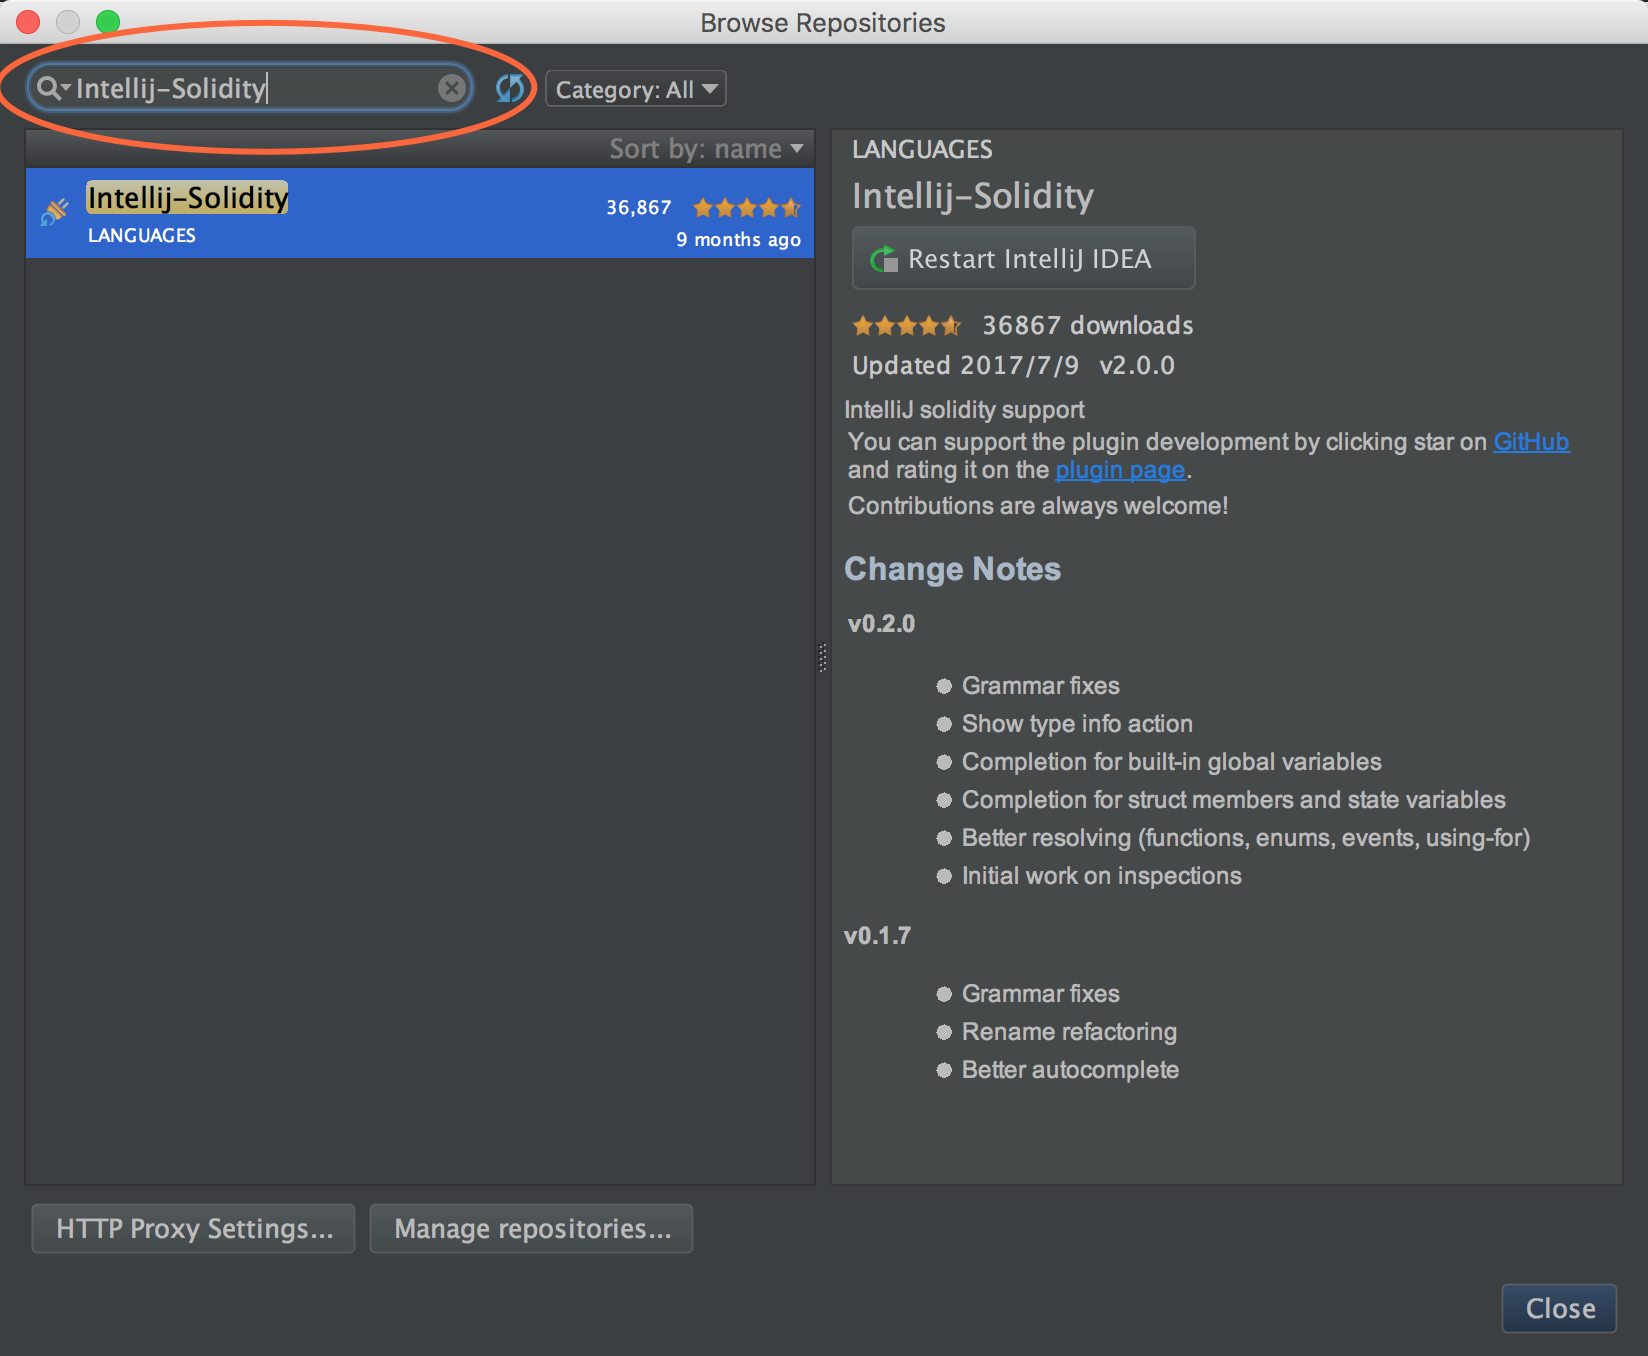 Browse Repositories
Intellij-Solidity
Category: All
Sort by: name
Intellij-Solidity
36,867
LANGUAGES
9 months ago
LANGUAGES
Intellij-Solidity
Restart IntelliJ IDEA
36867 downloads
Updated 2017/7/9 v2.0.0
IntelliJ solidity support
You can support the plugin development by clicking star on GitHub
and rating it on the plugin page.
Contributions are always welcome!
Change Notes
v0.2.0
Grammar fixes
Show type info action
Completion for built-in global variables
Completion for struct members and state variables
Better resolving (functions, enums, events, using-for)
Initial work on inspections
v0.1.7
Grammar fixes
Rename refactoring
Better autocomplete
HTTP Proxy Settings...
Manage repositories...
Close